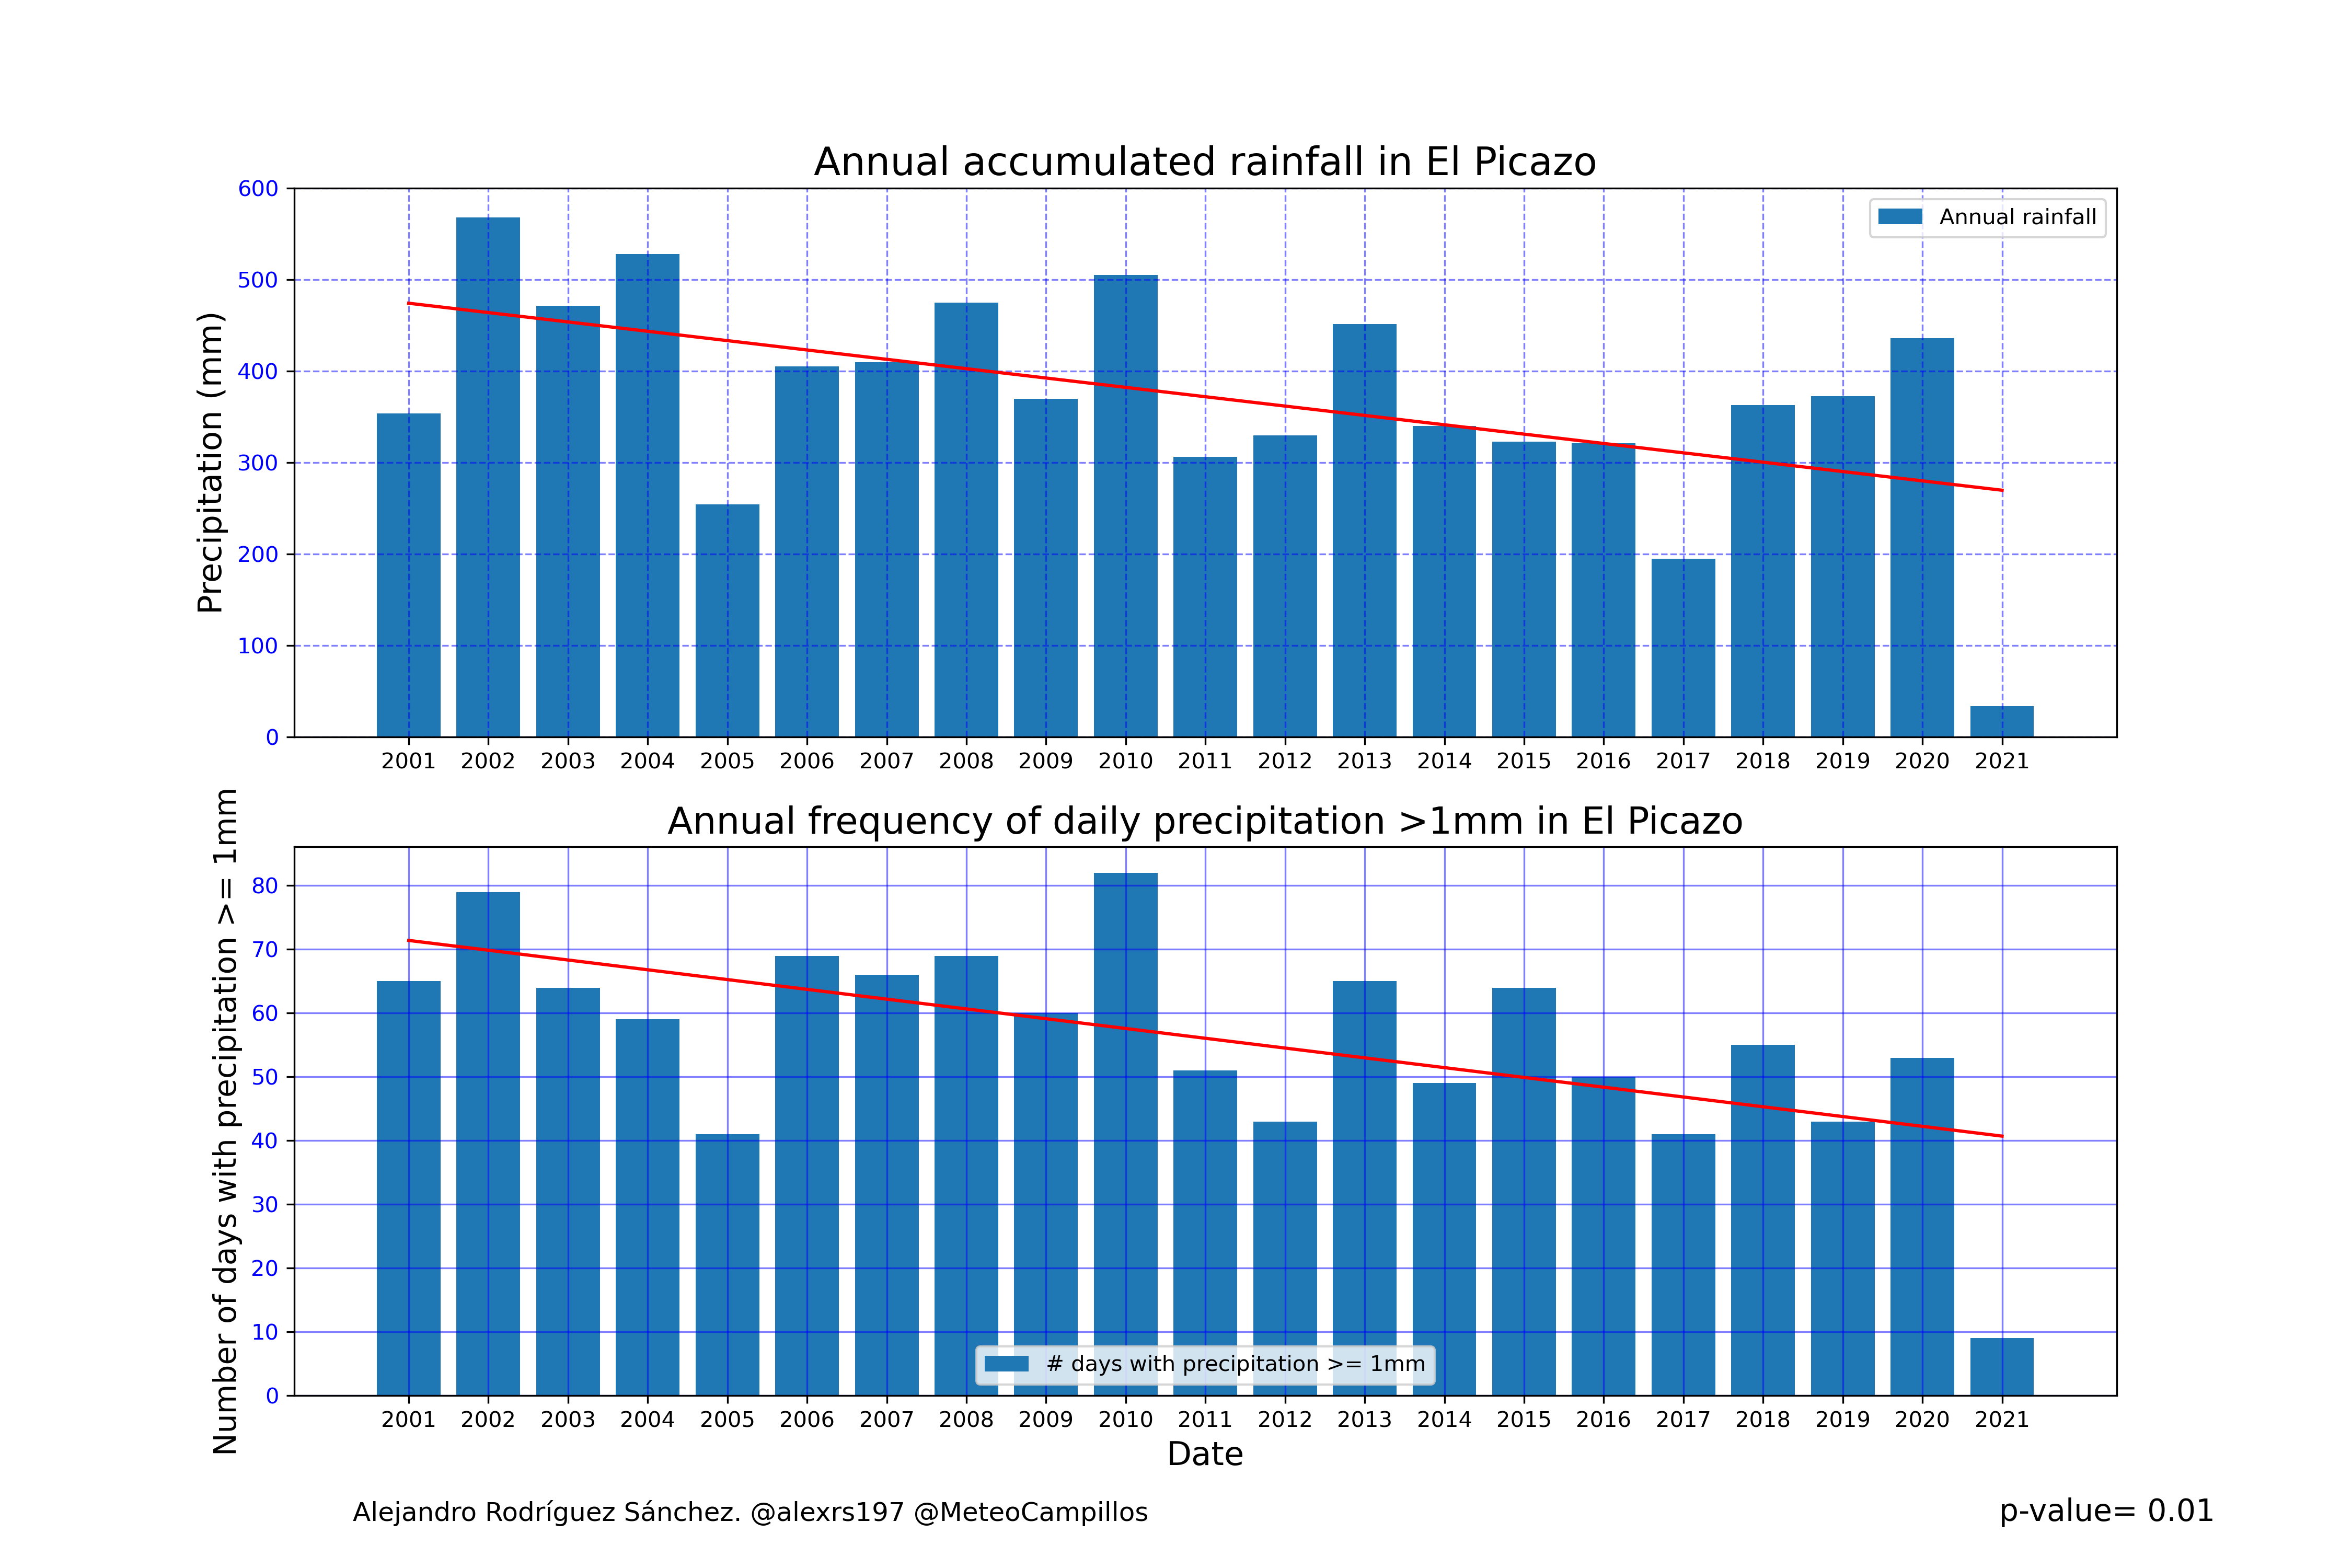 Annual accumulated rainfall in El Picazo
Precipitation (mm)
600
500
400
300
200
100
0
Annual rainfall
2001 2002 2003 2004 2005 2006 2007 2008 2009 2010 2011 2012 2013 2014 2015 2016 2017 2018 2019 2020 2021
Annual frequency of daily precipitation >1mm in El Picazo
Number of days with precipitation >= 1mm
80
70
60
50
40
30
20
10
0
# days with precipitation >= 1mm
2001 2002 2003 2004 2005 2006 2007 2008 2009 2010 2011 2012 2013 2014 2015 2016 2017 2018 2019 2020 2021
Date
Alejandro Rodríguez Sánchez. @alexrs197 @MeteoCampillos
p-value= 0.01